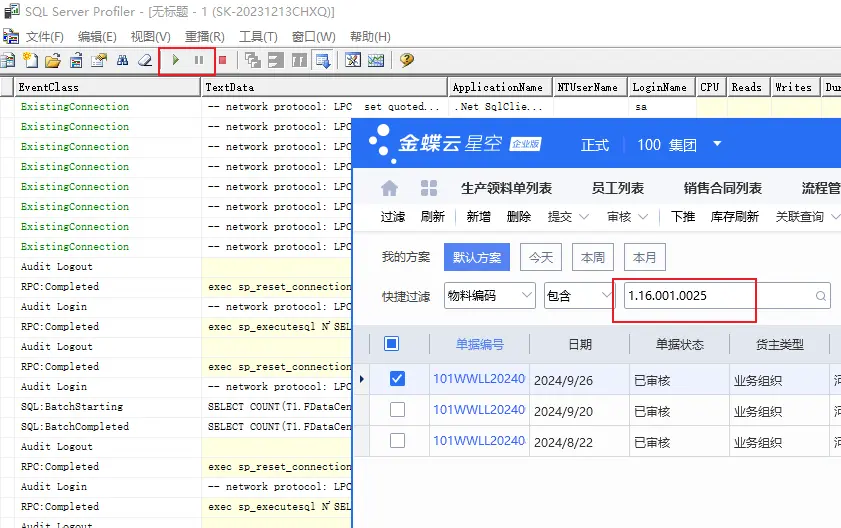 SQL Server Profiler - [无标题 - 1 (SK-20231213CHXQ)]
文件(F) 编辑(E) 视图(V) 重播(R) 工具(T) 窗口(W) 帮助(H)
EventClass TextData ApplicationName NTUserName LoginName CPU Reads Writes Dur
ExistingConnection -- network protocol: LPC set quoted... .Net SqlClie... sa
ExistingConnection -- network protocol: LPC
ExistingConnection -- network protocol: LPC
ExistingConnection -- network protocol: LPC
ExistingConnection -- network protocol: LPC
ExistingConnection -- network protocol: LPC
ExistingConnection -- network protocol: LPC
ExistingConnection -- network protocol: LPC
Audit Logout
RPC:Completed exec sp_reset_connection
Audit Login -- network protocol: LPC
RPC:Completed exec sp_executesql N'SEL
Audit Logout
RPC:Completed exec sp_reset_connection
Audit Login -- network protocol: LPC
SQL:BatchStarting SELECT COUNT(T1.FDataCen
SQL:BatchCompleted SELECT COUNT(T1.FDataCen
Audit Logout
RPC:Completed exec sp_reset_connection
Audit Login -- network protocol: LPC
RPC:Completed exec sp_executesql N'SEL
Audit Logout
金蝶云星空 企业版 正式 100 集团
生产领料单列表 员工列表 销售合同列表 流程管
过滤 刷新 新增 删除 提交 审核 下推 库存刷新 关联查询
我的方案 默认方案 今天 本周 本月
快捷过滤 物料编码 包含 1.16.001.0025
单据编号 日期 单据状态 货主类型
101WWLL20240 2024/9/26 已审核 业务组织
101WWLL20240 2024/9/20 已审核 业务组织
101WWLL20240 2024/8/22 已审核 业务组织